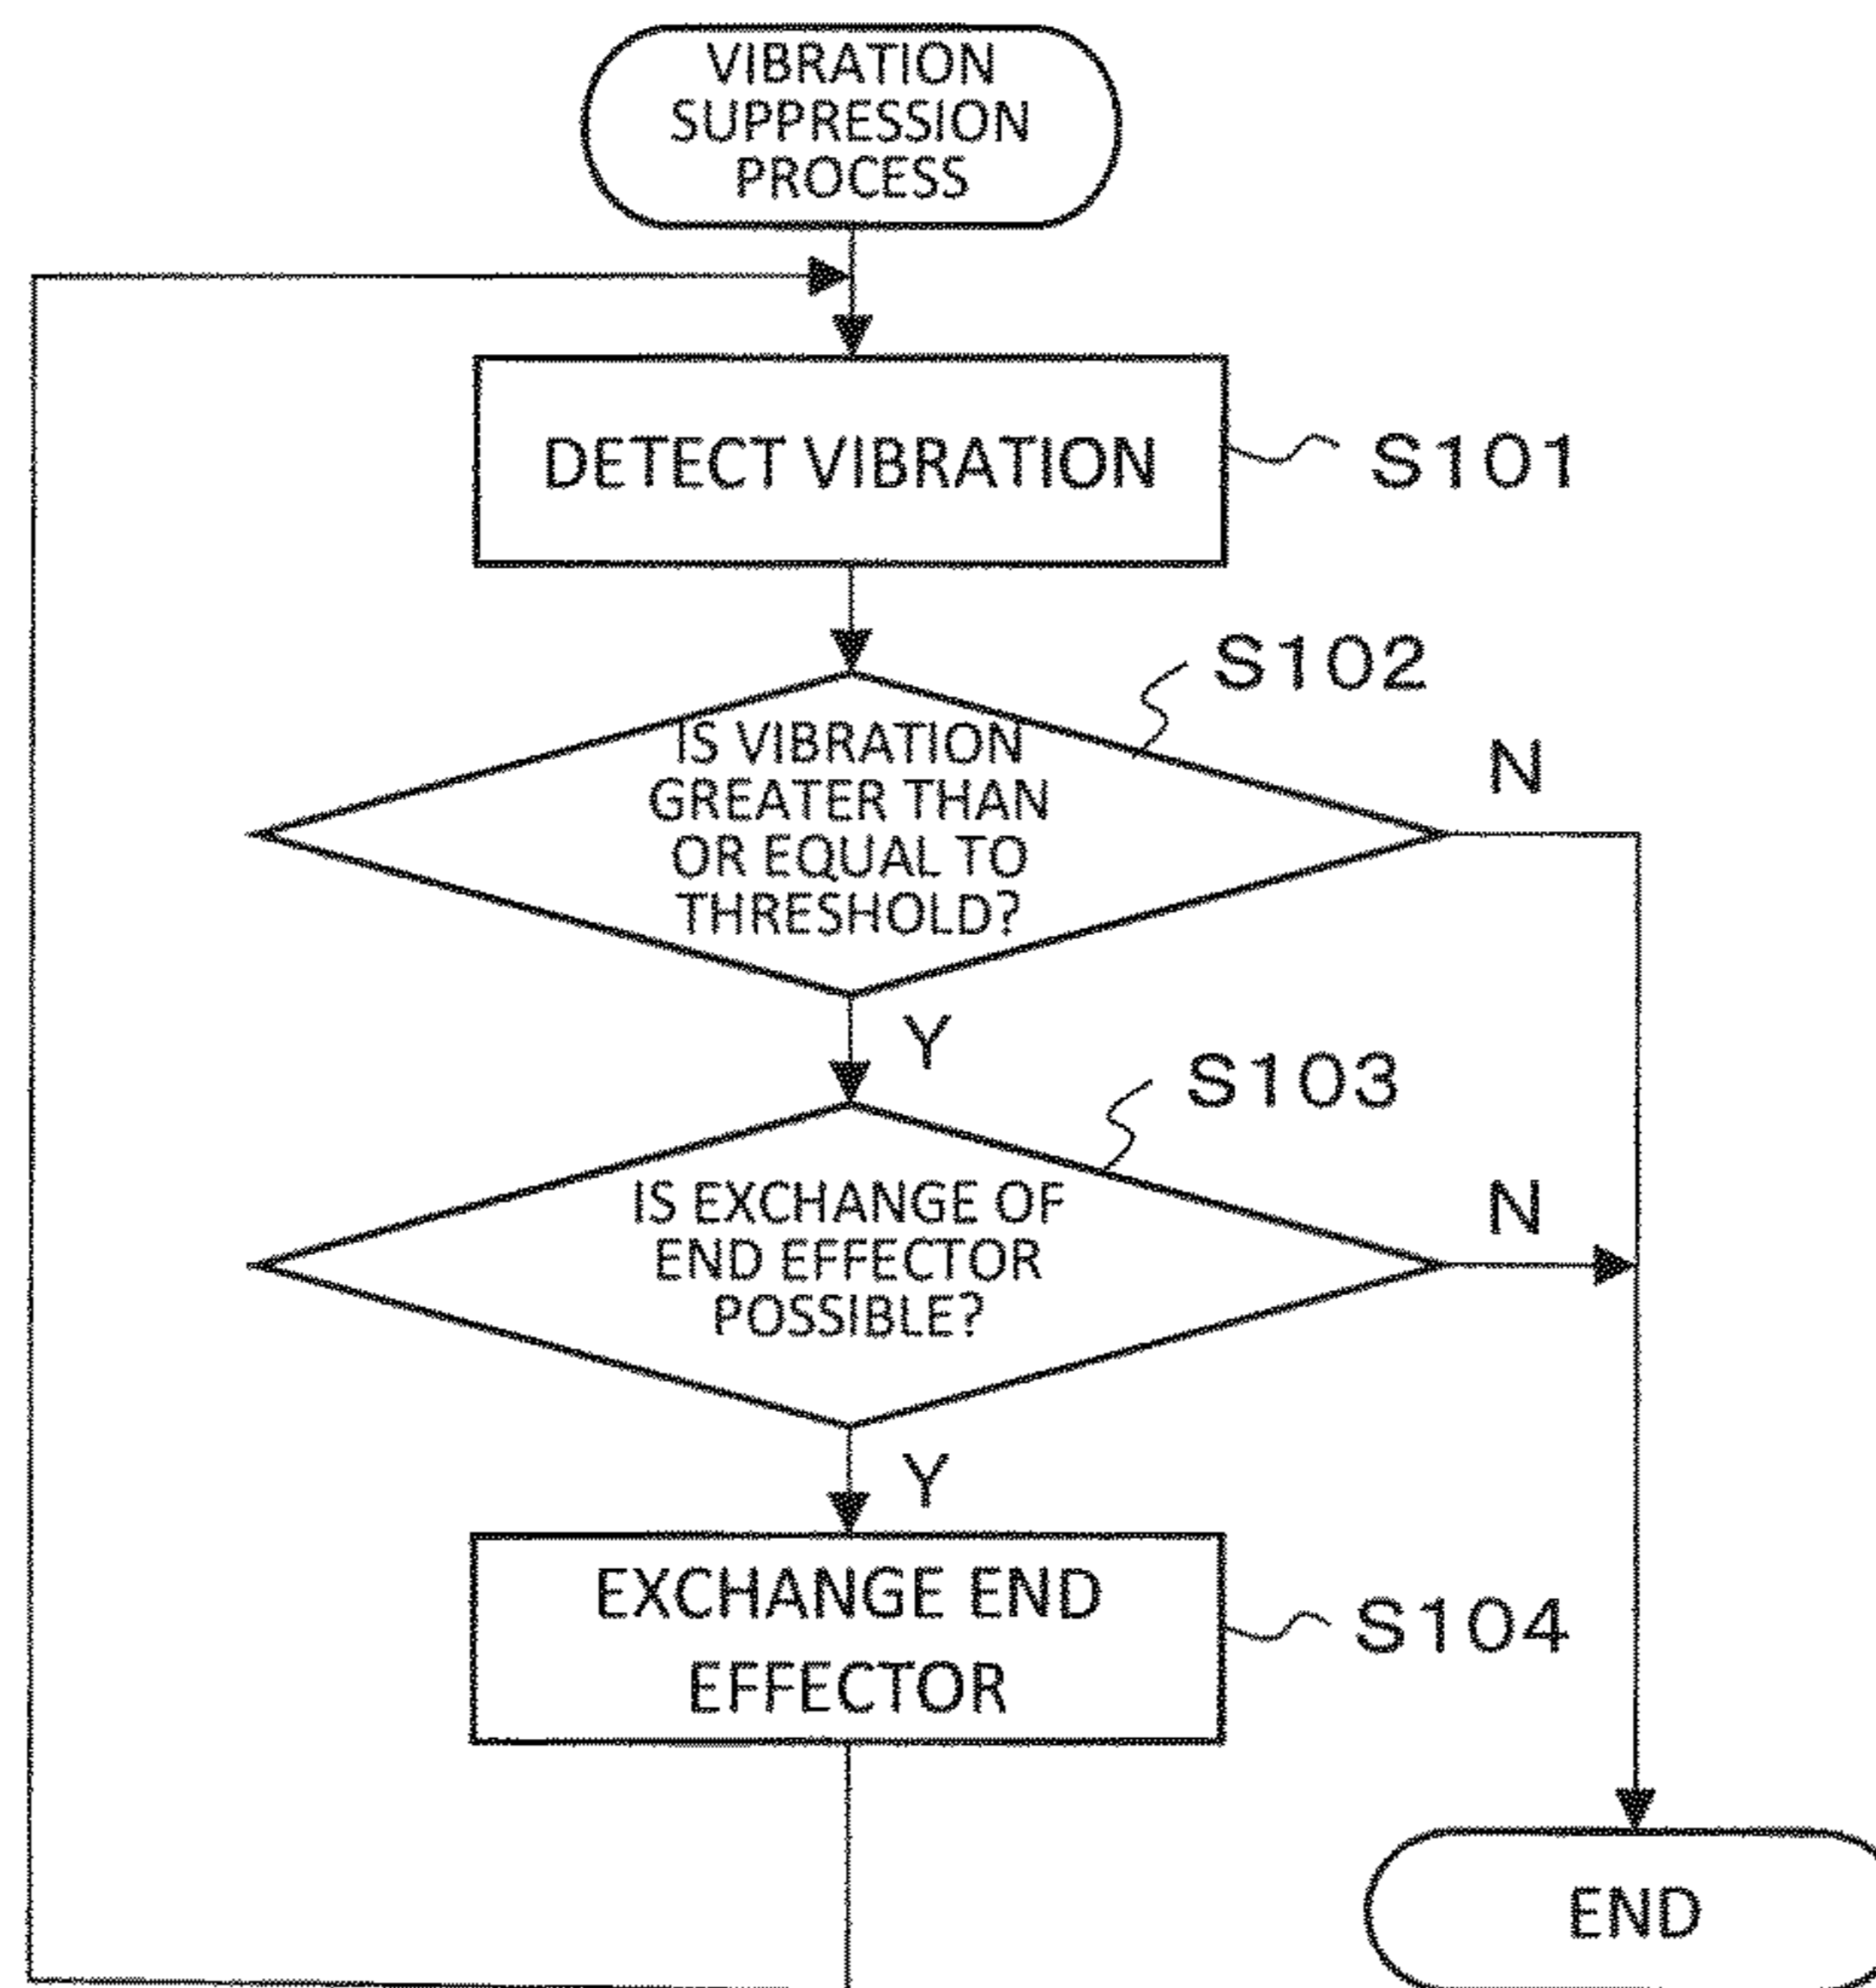 VIBRATION
SUPPRESSION
PROCESS
DETECT VIBRATION
S101
S102
IS VIBRATION
GREATER THAN
OR EQUAL TO
THRESHOLD?
N
Y
S103
IS EXCHANGE OF
END EFFECTOR
POSSIBLE?
N
Y
EXCHANGE END
EFFECTOR
S104
END